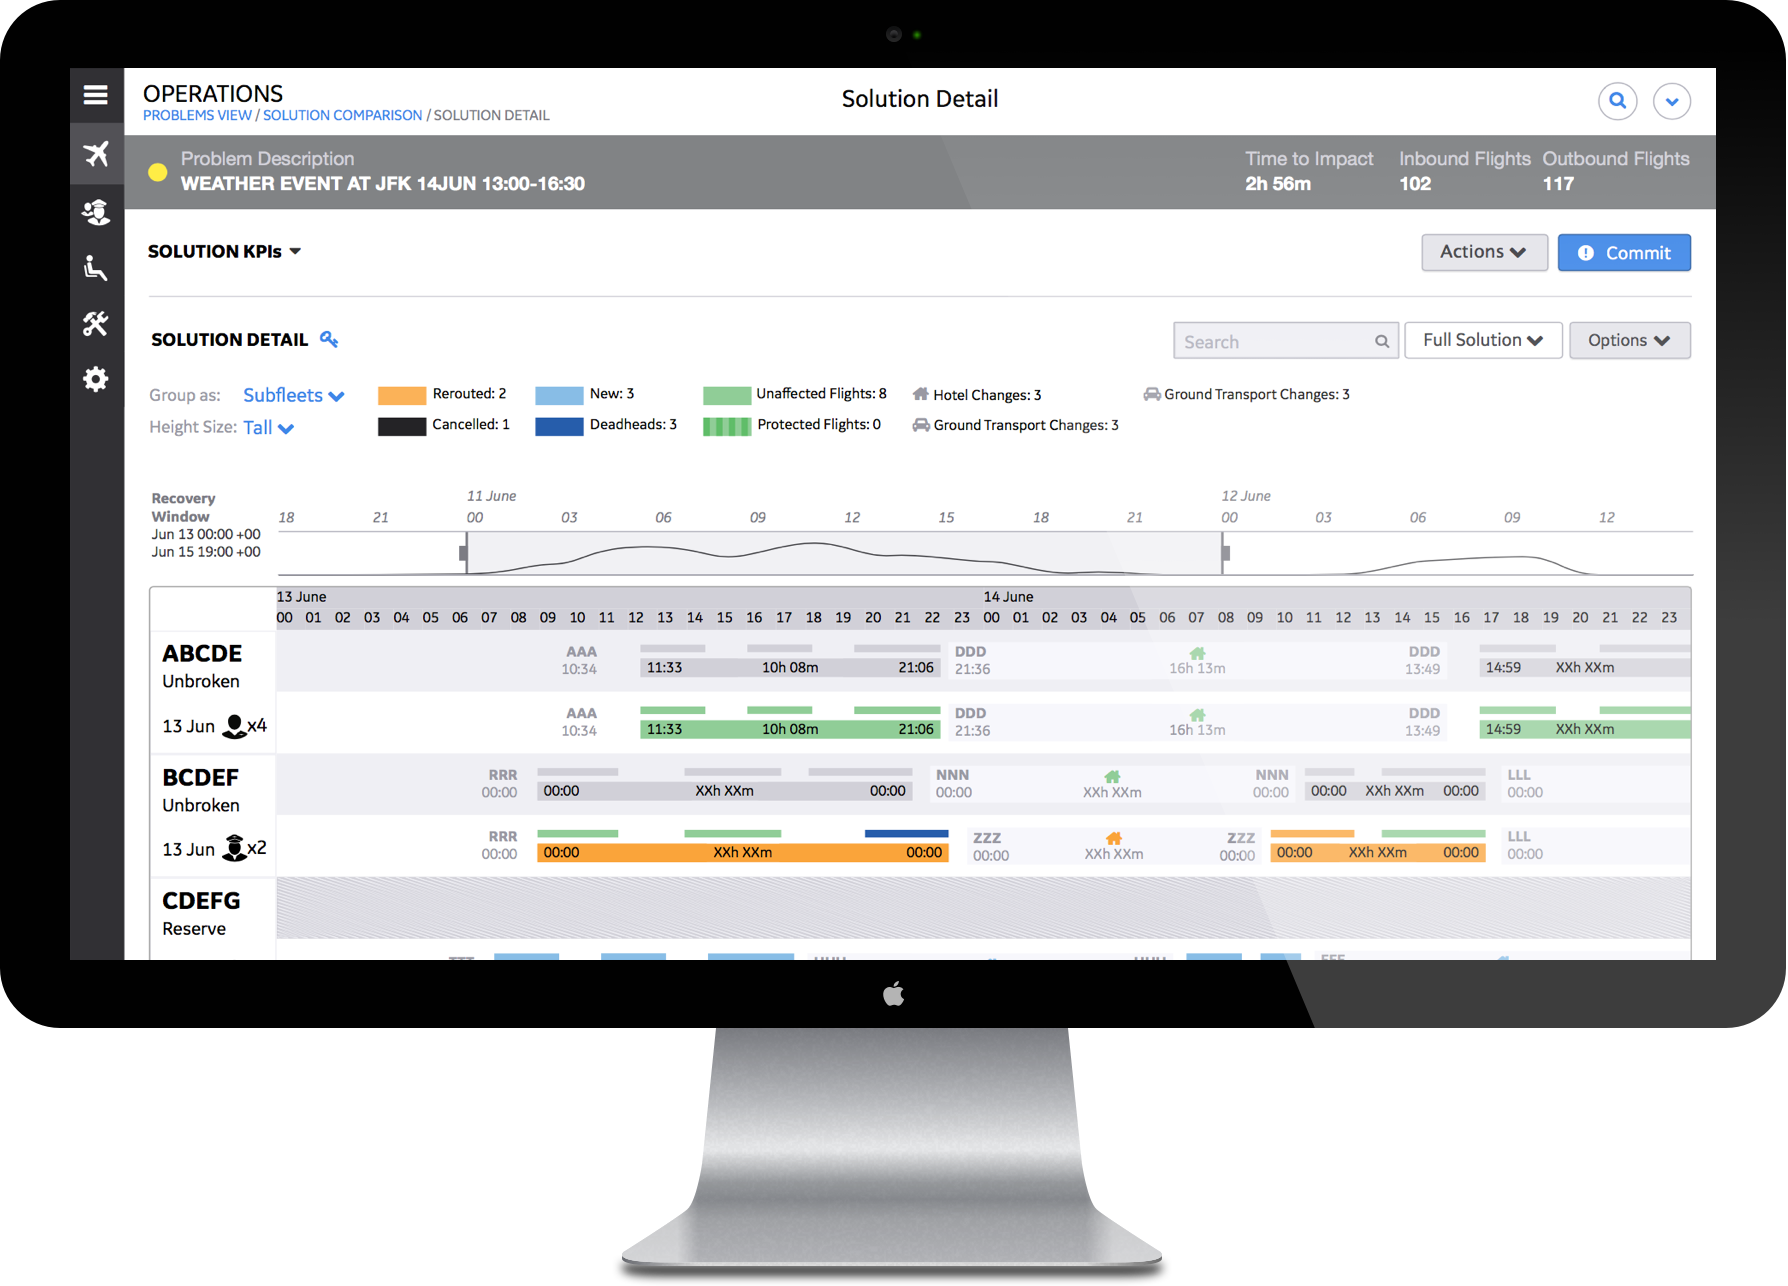 OPERATIONS
Solution Detail
PROBLEMS VIEW / SOLUTION COMPARISON / SOLUTION DETAIL
Problem Description
WEATHER EVENT AT JFK 14JUN 13:00-16:30
Time to Impact Inbound Flights Outbound Flights
2h 56m 102 117
SOLUTION KPIs
Actions
Commit
SOLUTION DETAIL
Search
Full Solution
Options
Group as: Subfleets
Height Size: Tall
Rerouted: 2 New: 3 Unaffected Flights: 8 Hotel Changes: 3 Ground Transport Changes: 3
Cancelled: 1 Deadheads: 3 Protected Flights: 0 Ground Transport Changes: 3
Recovery
Window
Jun 13 00:00 +00
Jun 15 19:00 +00
11 June 12 June
18 21 00 03 06 09 12 15 18 21 00 03 06 09 12
13 June 14 June
00 01 02 03 04 05 06 07 08 09 10 11 12 13 14 15 16 17 18 19 20 21 22 23 00 01 02 03 04 05 06 07 08 09 10 11 12 13 14 15 16 17 18 19 20 21 22 23
ABCDE
Unbroken
AAA DDD DDD
10:34 11:33 10h 08m 21:06 21:36 16h 13m 13:49 14:59 XXh XXm
13 Jun x4
AAA DDD DDD
10:34 11:33 10h 08m 21:06 21:36 16h 13m 13:49 14:59 XXh XXm
BCDEF
Unbroken
RRR NNN NNN LLL
00:00 00:00 XXh XXm 00:00 00:00 XXh XXm 00:00 00:00 XXh XXm 00:00 00:00
13 Jun x2
RRR ZZZ ZZZ LLL
00:00 00:00 XXh XXm 00:00 00:00 XXh XXm 00:00 00:00 XXh XXm 00:00 00:00
CDEFG
Reserve